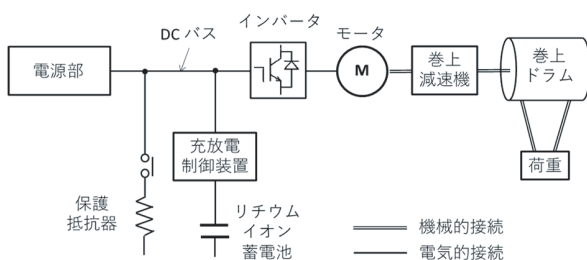 DC バス
インバータ
モータ
電源部
M
巻上
減速機
巻上
ドラム
充放電
制御装置
荷重
保護
抵抗器
リチウム
イオン
蓄電池
機械的接続
電気的接続